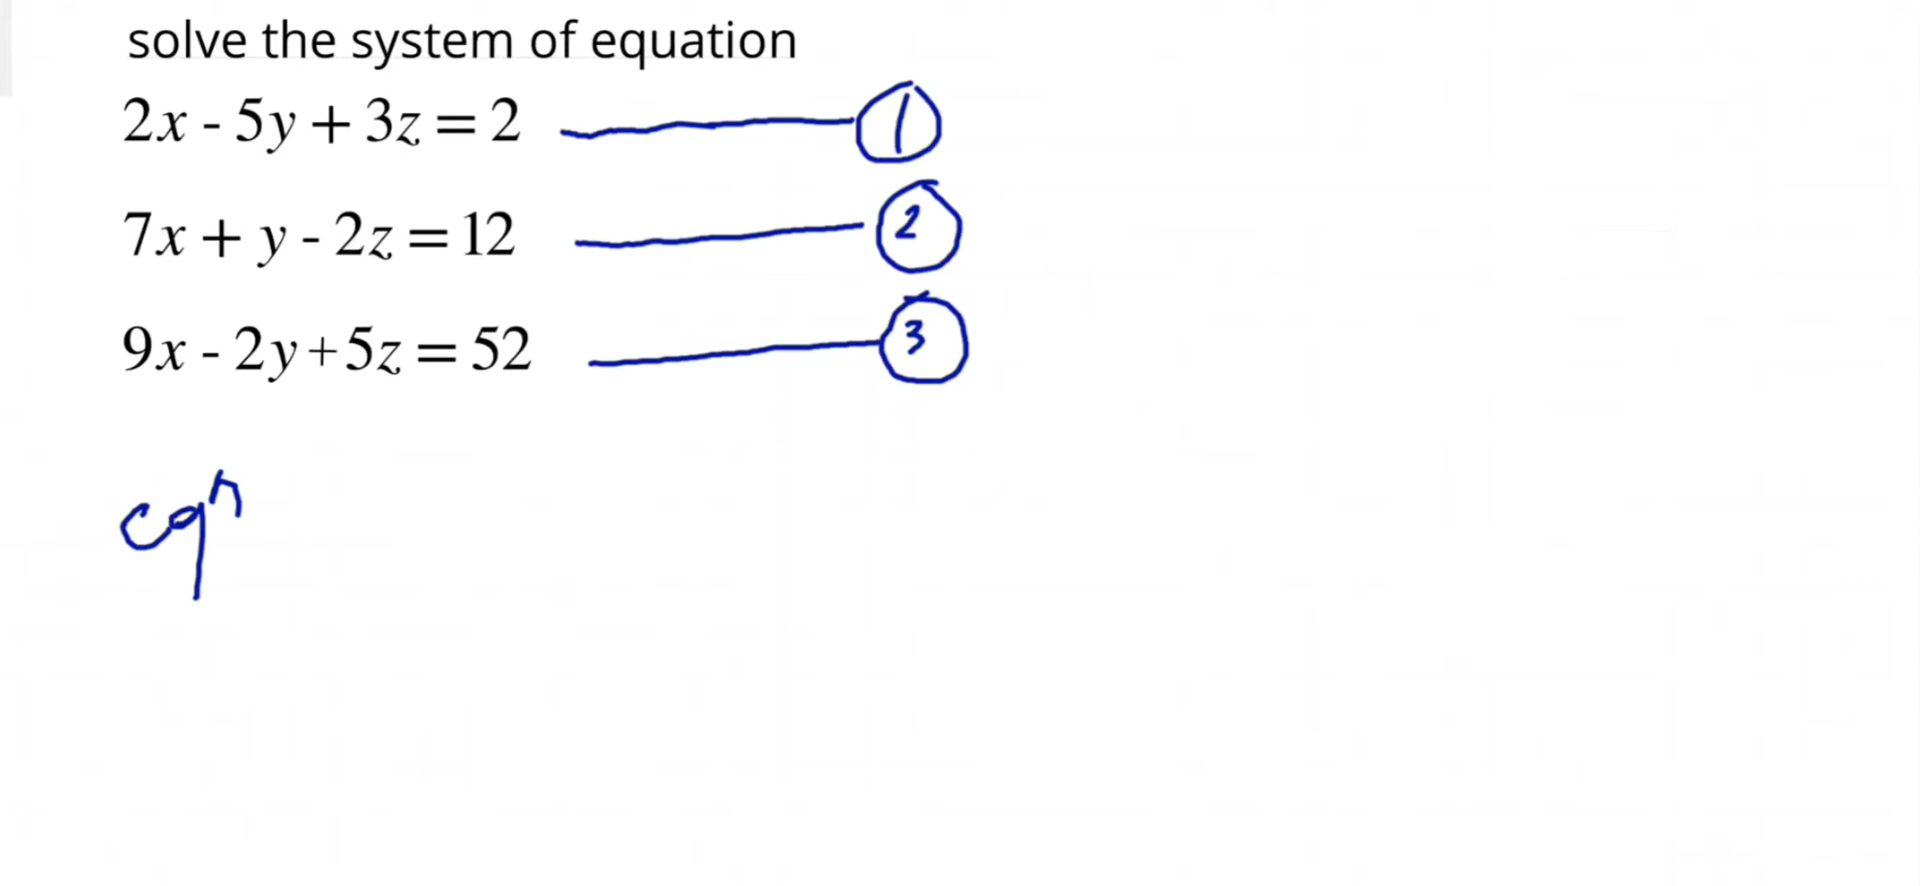 solve the system of equation
2x - 5y + 3z = 2 ——— 1
7x + y - 2z = 12 ——— 2
9x - 2y + 5z = 52 ——— 3
eqⁿ